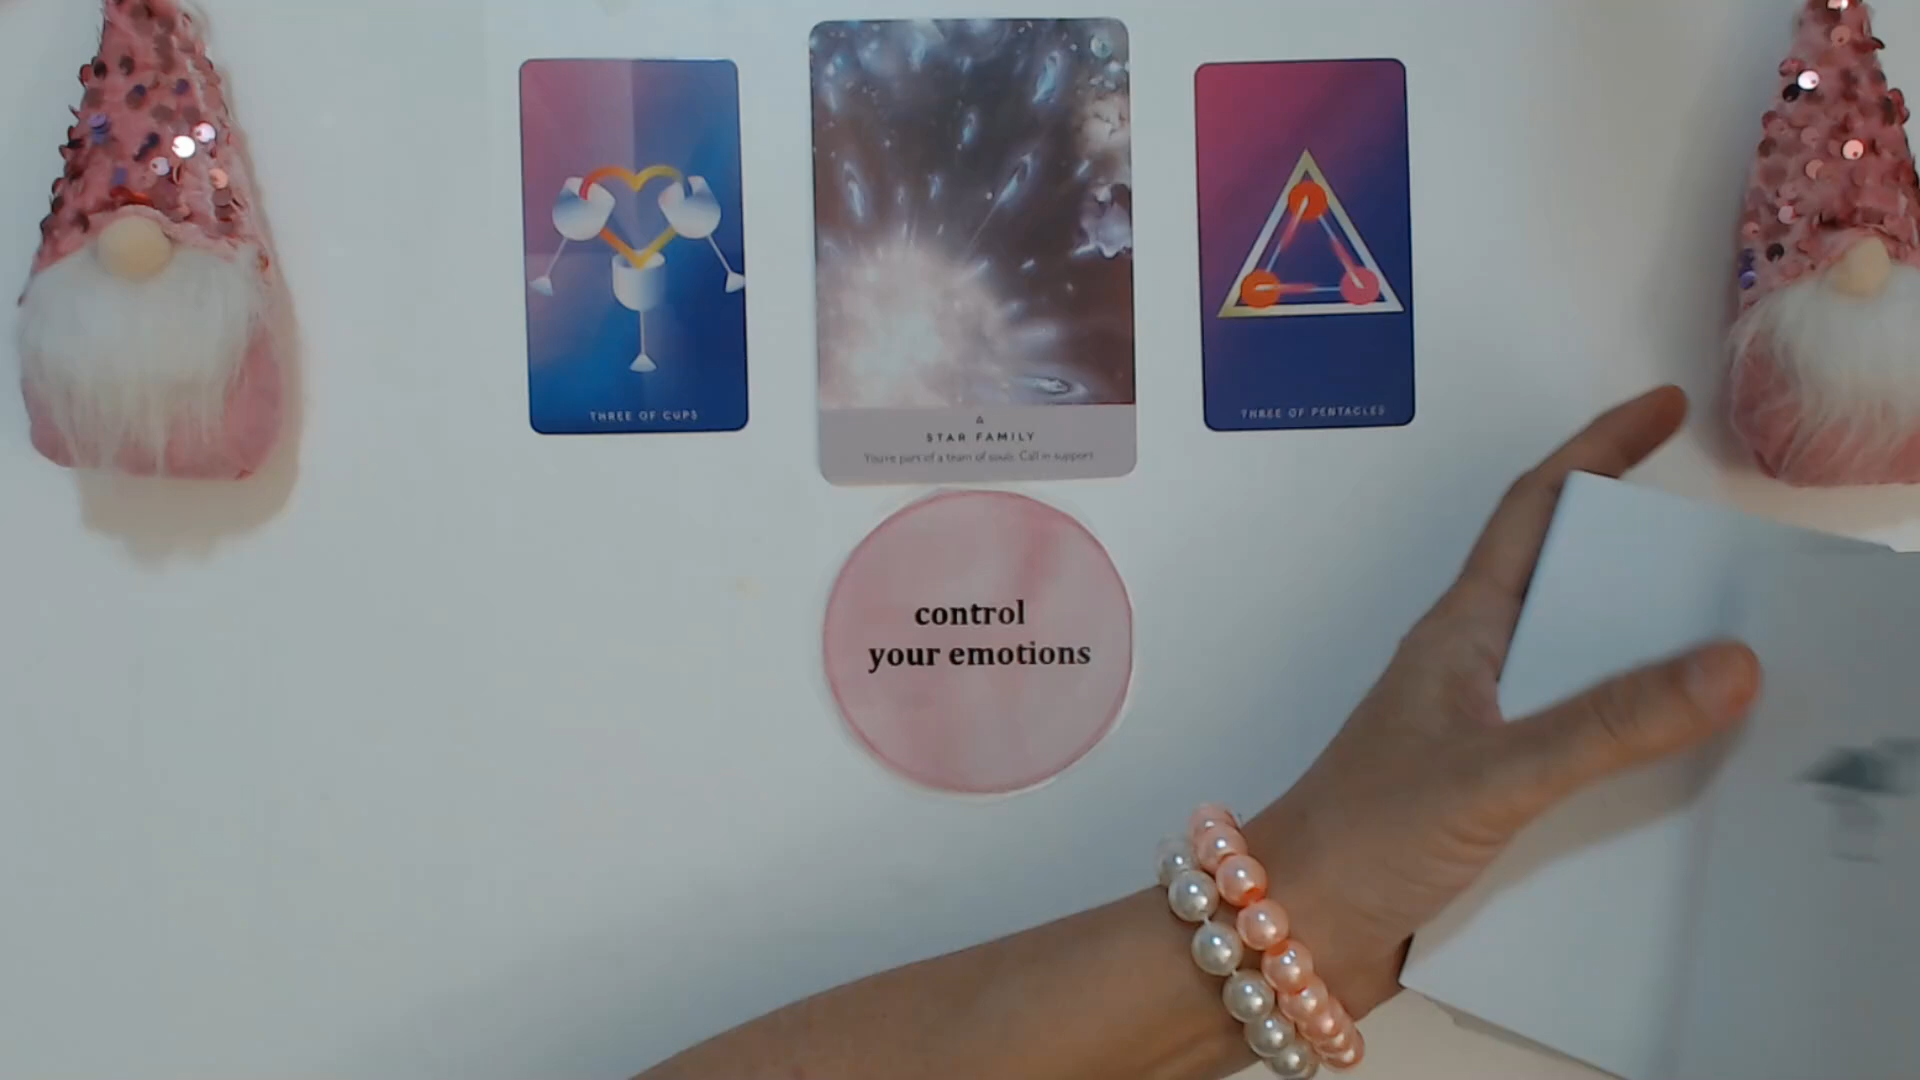 THREE OF CUPS
STAR FAMILY
You're part of a team of souls. Call in support.
THREE OF PENTACLES
control
your emotions